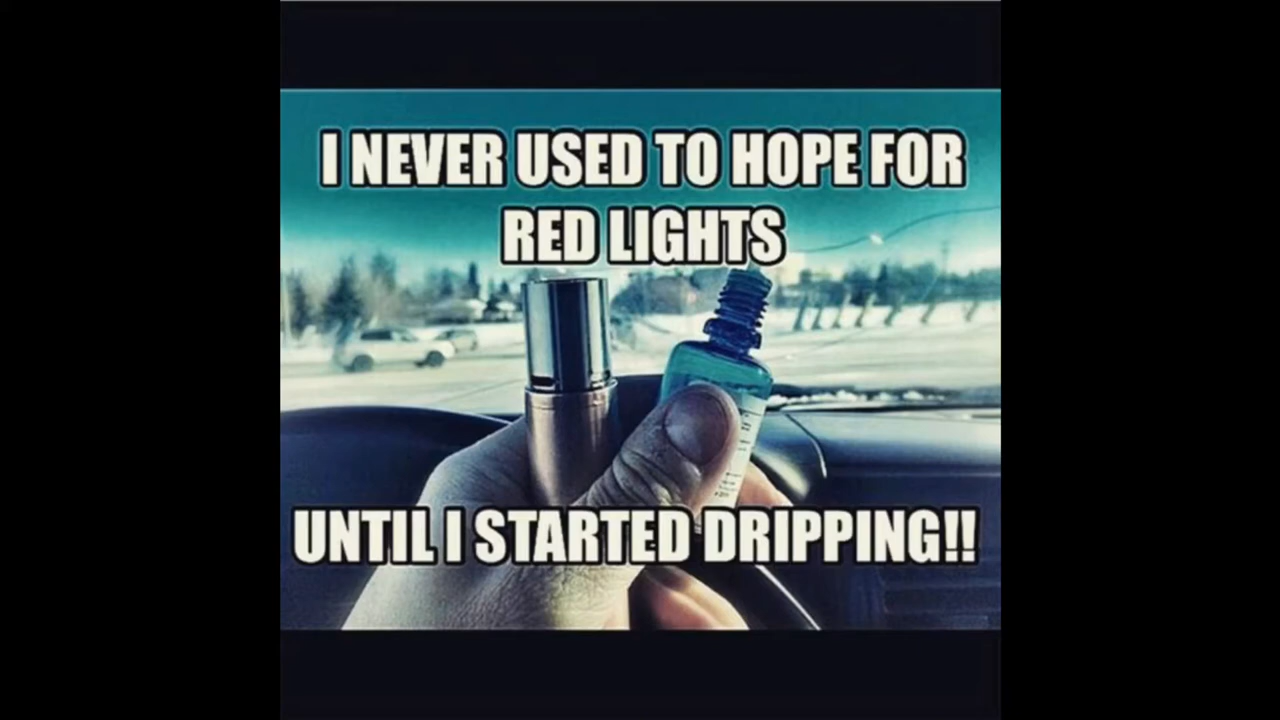 I NEVER USED TO HOPE FOR
RED LIGHTS
UNTIL I STARTED DRIPPING!!